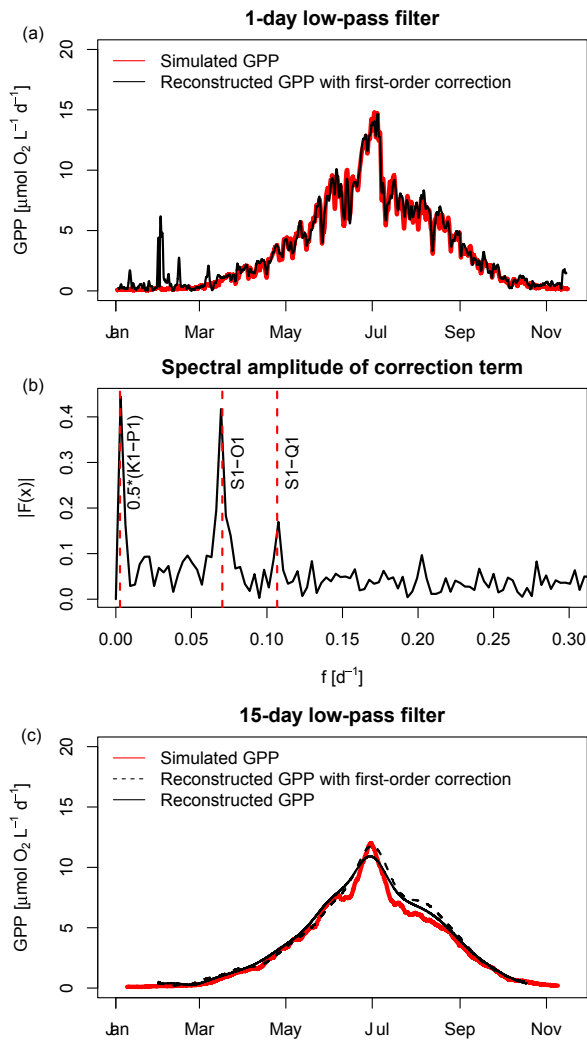 1-day low-pass filter
(a)
Simulated GPP
Reconstructed GPP with first-order correction
GPP [μmol O2 L−1 d−1]
20
15
10
5
0
Jan Mar May Jul Sep Nov
Spectral amplitude of correction term
(b)
|F(x)|
0.4
0.3
0.2
0.1
0.0
0.5*(K1−P1)
S1−O1
S1−Q1
0.00 0.05 0.10 0.15 0.20 0.25 0.30
f [d−1]
15-day low-pass filter
(c)
Simulated GPP
Reconstructed GPP with first-order correction
Reconstructed GPP
GPP [μmol O2 L−1 d−1]
20
15
10
5
0
Jan Mar May Jul Sep Nov